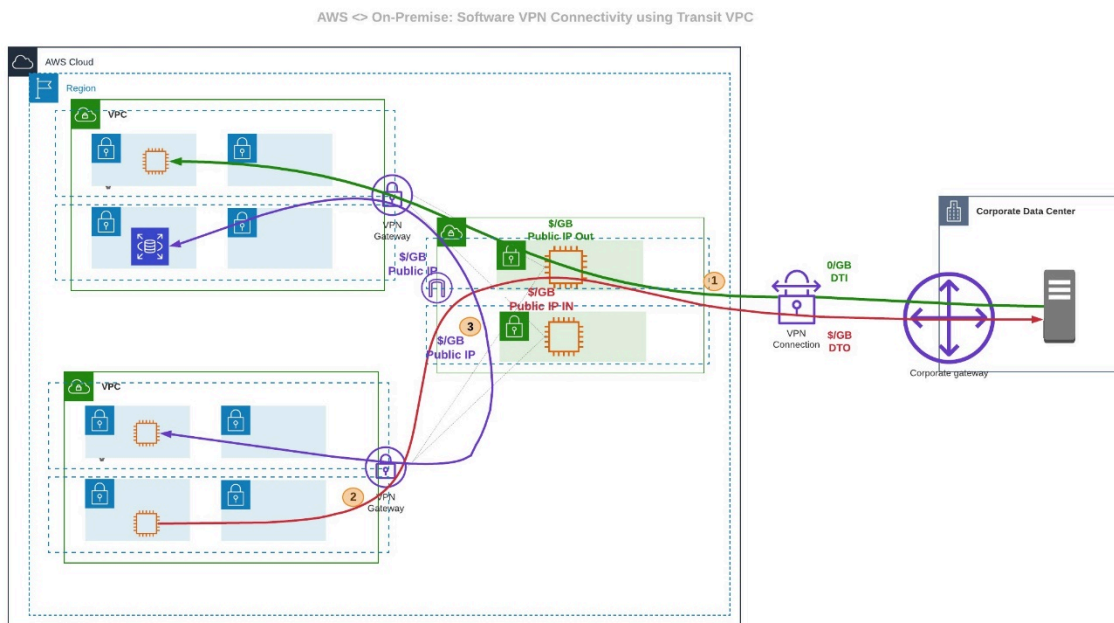 AWS <> On-Premise: Software VPN Connectivity using Transit VPC
AWS Cloud
Region
VPC
VPN
Gateway
$/GB
Public IP Out
$/GB
Public IP
$/GB
Public IP IN
1
3
$/GB
Public IP
0/GB
DTI
VPN
Connection
$/GB
DTO
Corporate Data Center
Corporate gateway
VPC
2
VPN
Gateway